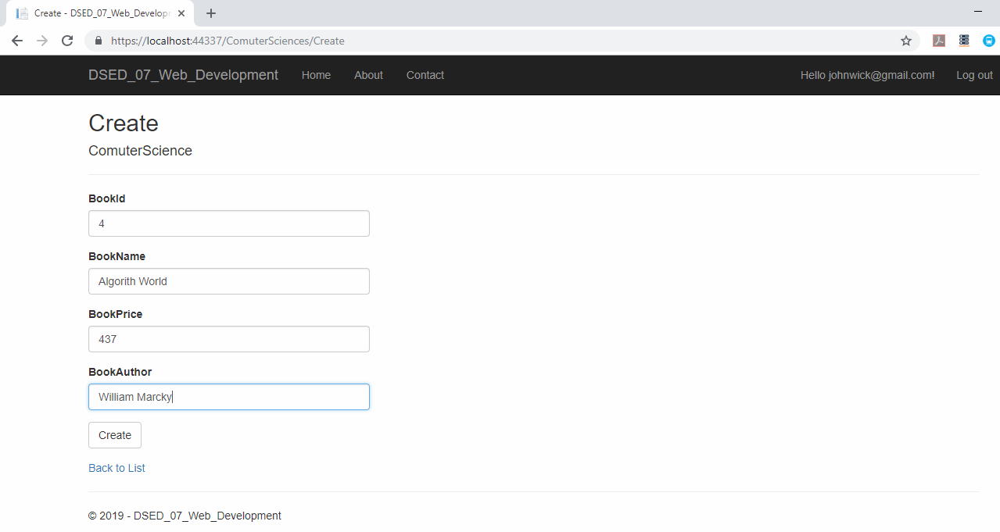 Create - DSED_07_Web_Develop
https://localhost:44337/ComuterSciences/Create
DSED_07_Web_Development Home About Contact Hello johnwick@gmail.com! Log out
Create
ComuterScience
BookId
4
BookName
Algorith World
BookPrice
437
BookAuthor
William Marcky
Create
Back to List
© 2019 - DSED_07_Web_Development